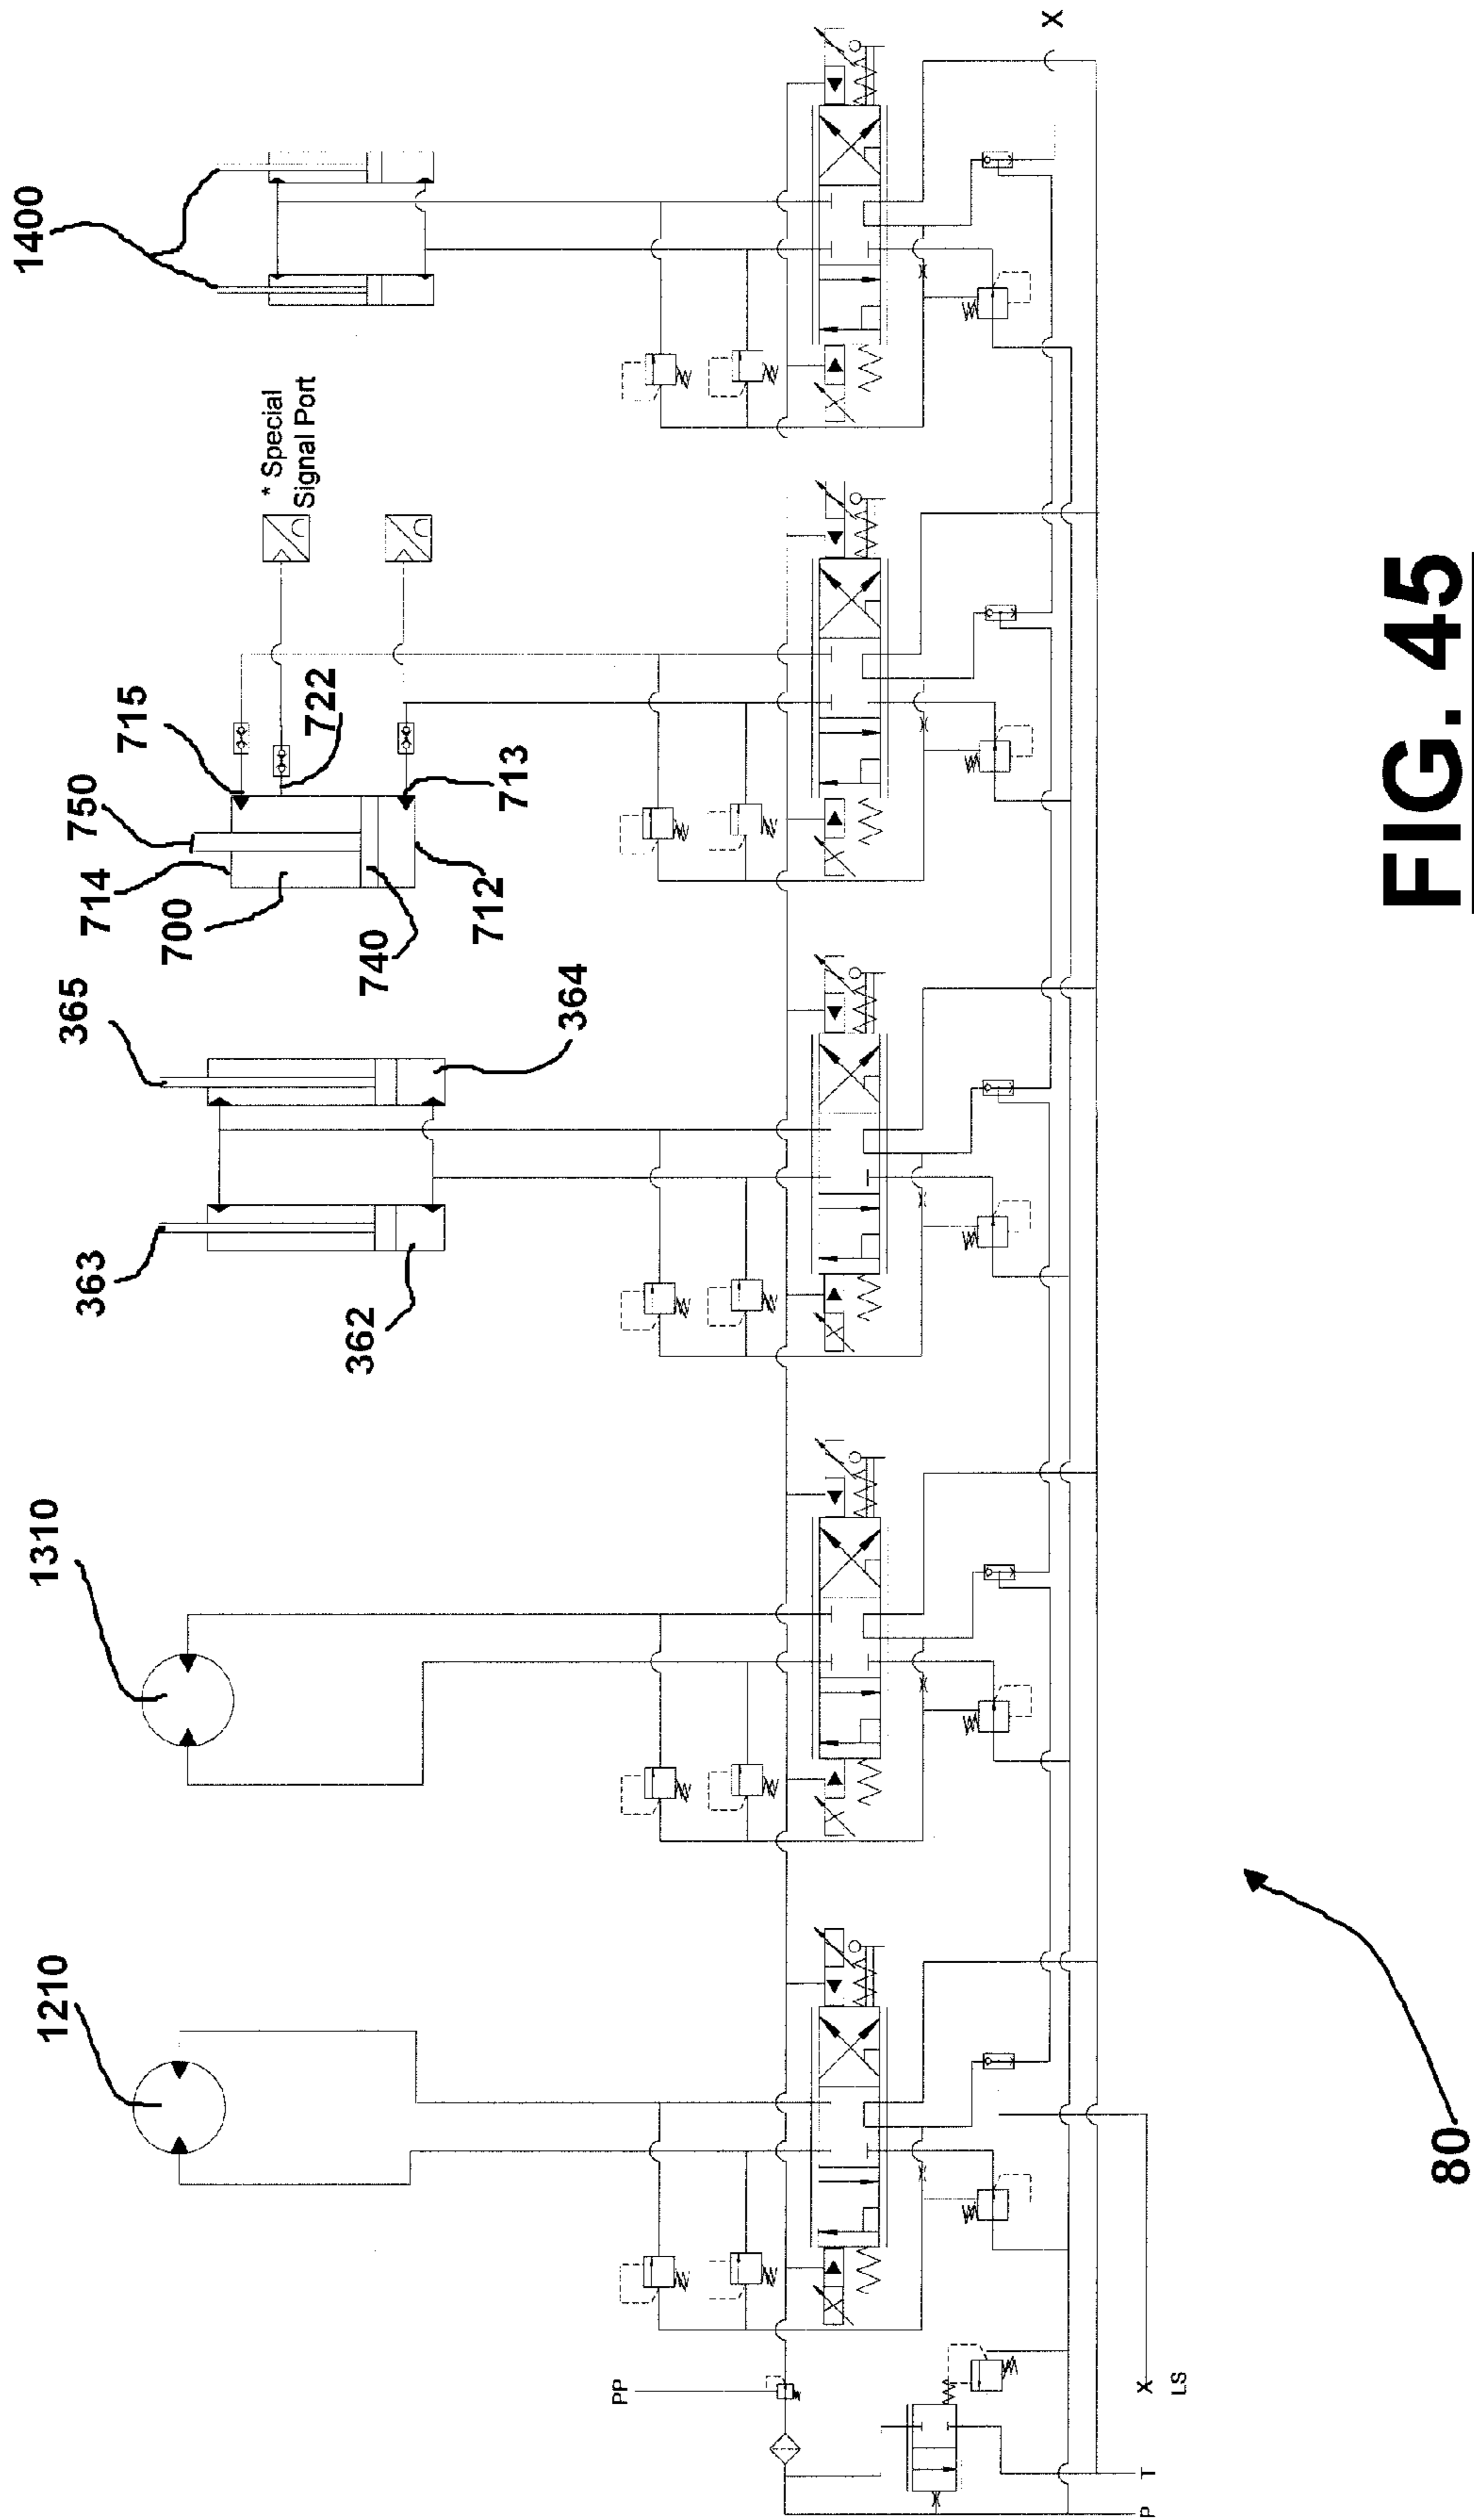 1400
* Special
Signal Port
715
722
750
713
714
700
740
712
365
364
363
362
1310
1210
PP
X
LS
T
P
X
80
FIG. 45